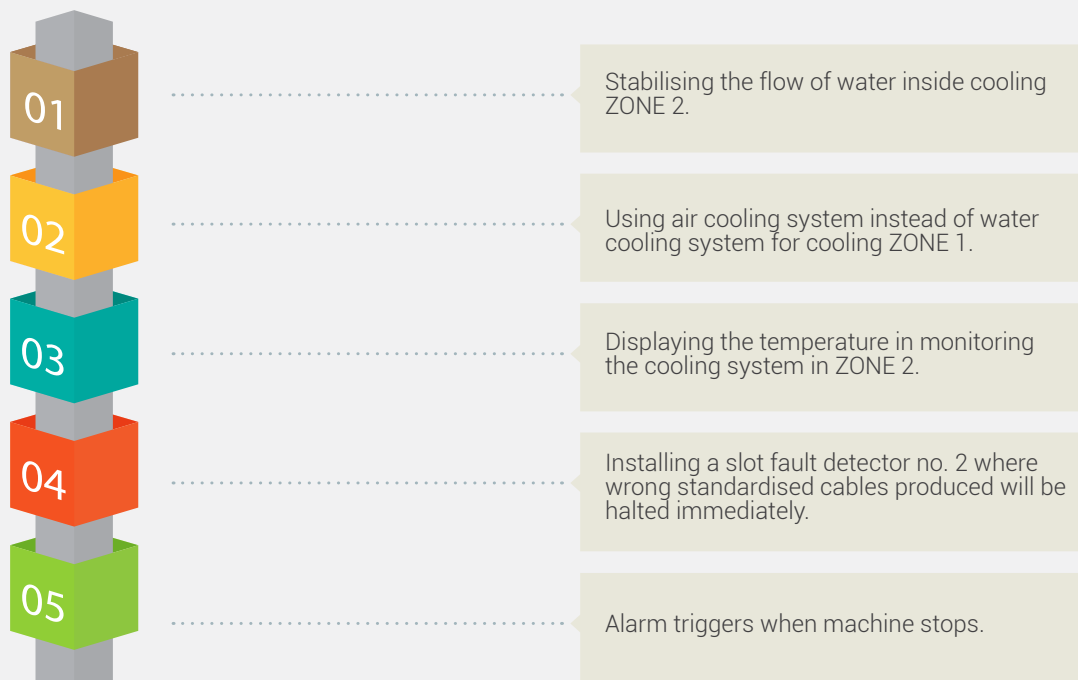 01
Stabilising the flow of water inside cooling
ZONE 2.
02
Using air cooling system instead of water
cooling system for cooling ZONE 1.
03
Displaying the temperature in monitoring
the cooling system in ZONE 2.
04
Installing a slot fault detector no. 2 where
wrong standardised cables produced will be
halted immediately.
05
Alarm triggers when machine stops.